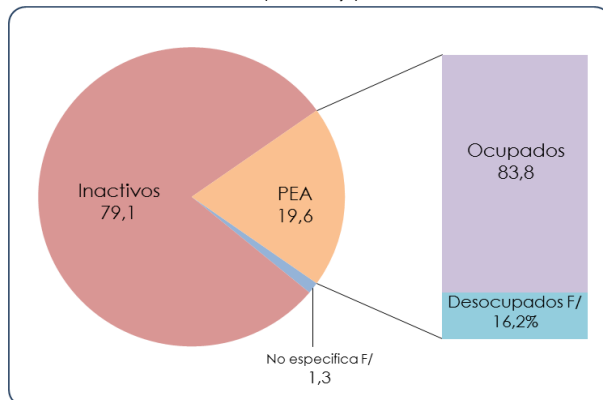 Inactivos
79,1
PEA
19,6
No especifica F/
1,3
Ocupados
83,8
Desocupados F/
16,2%